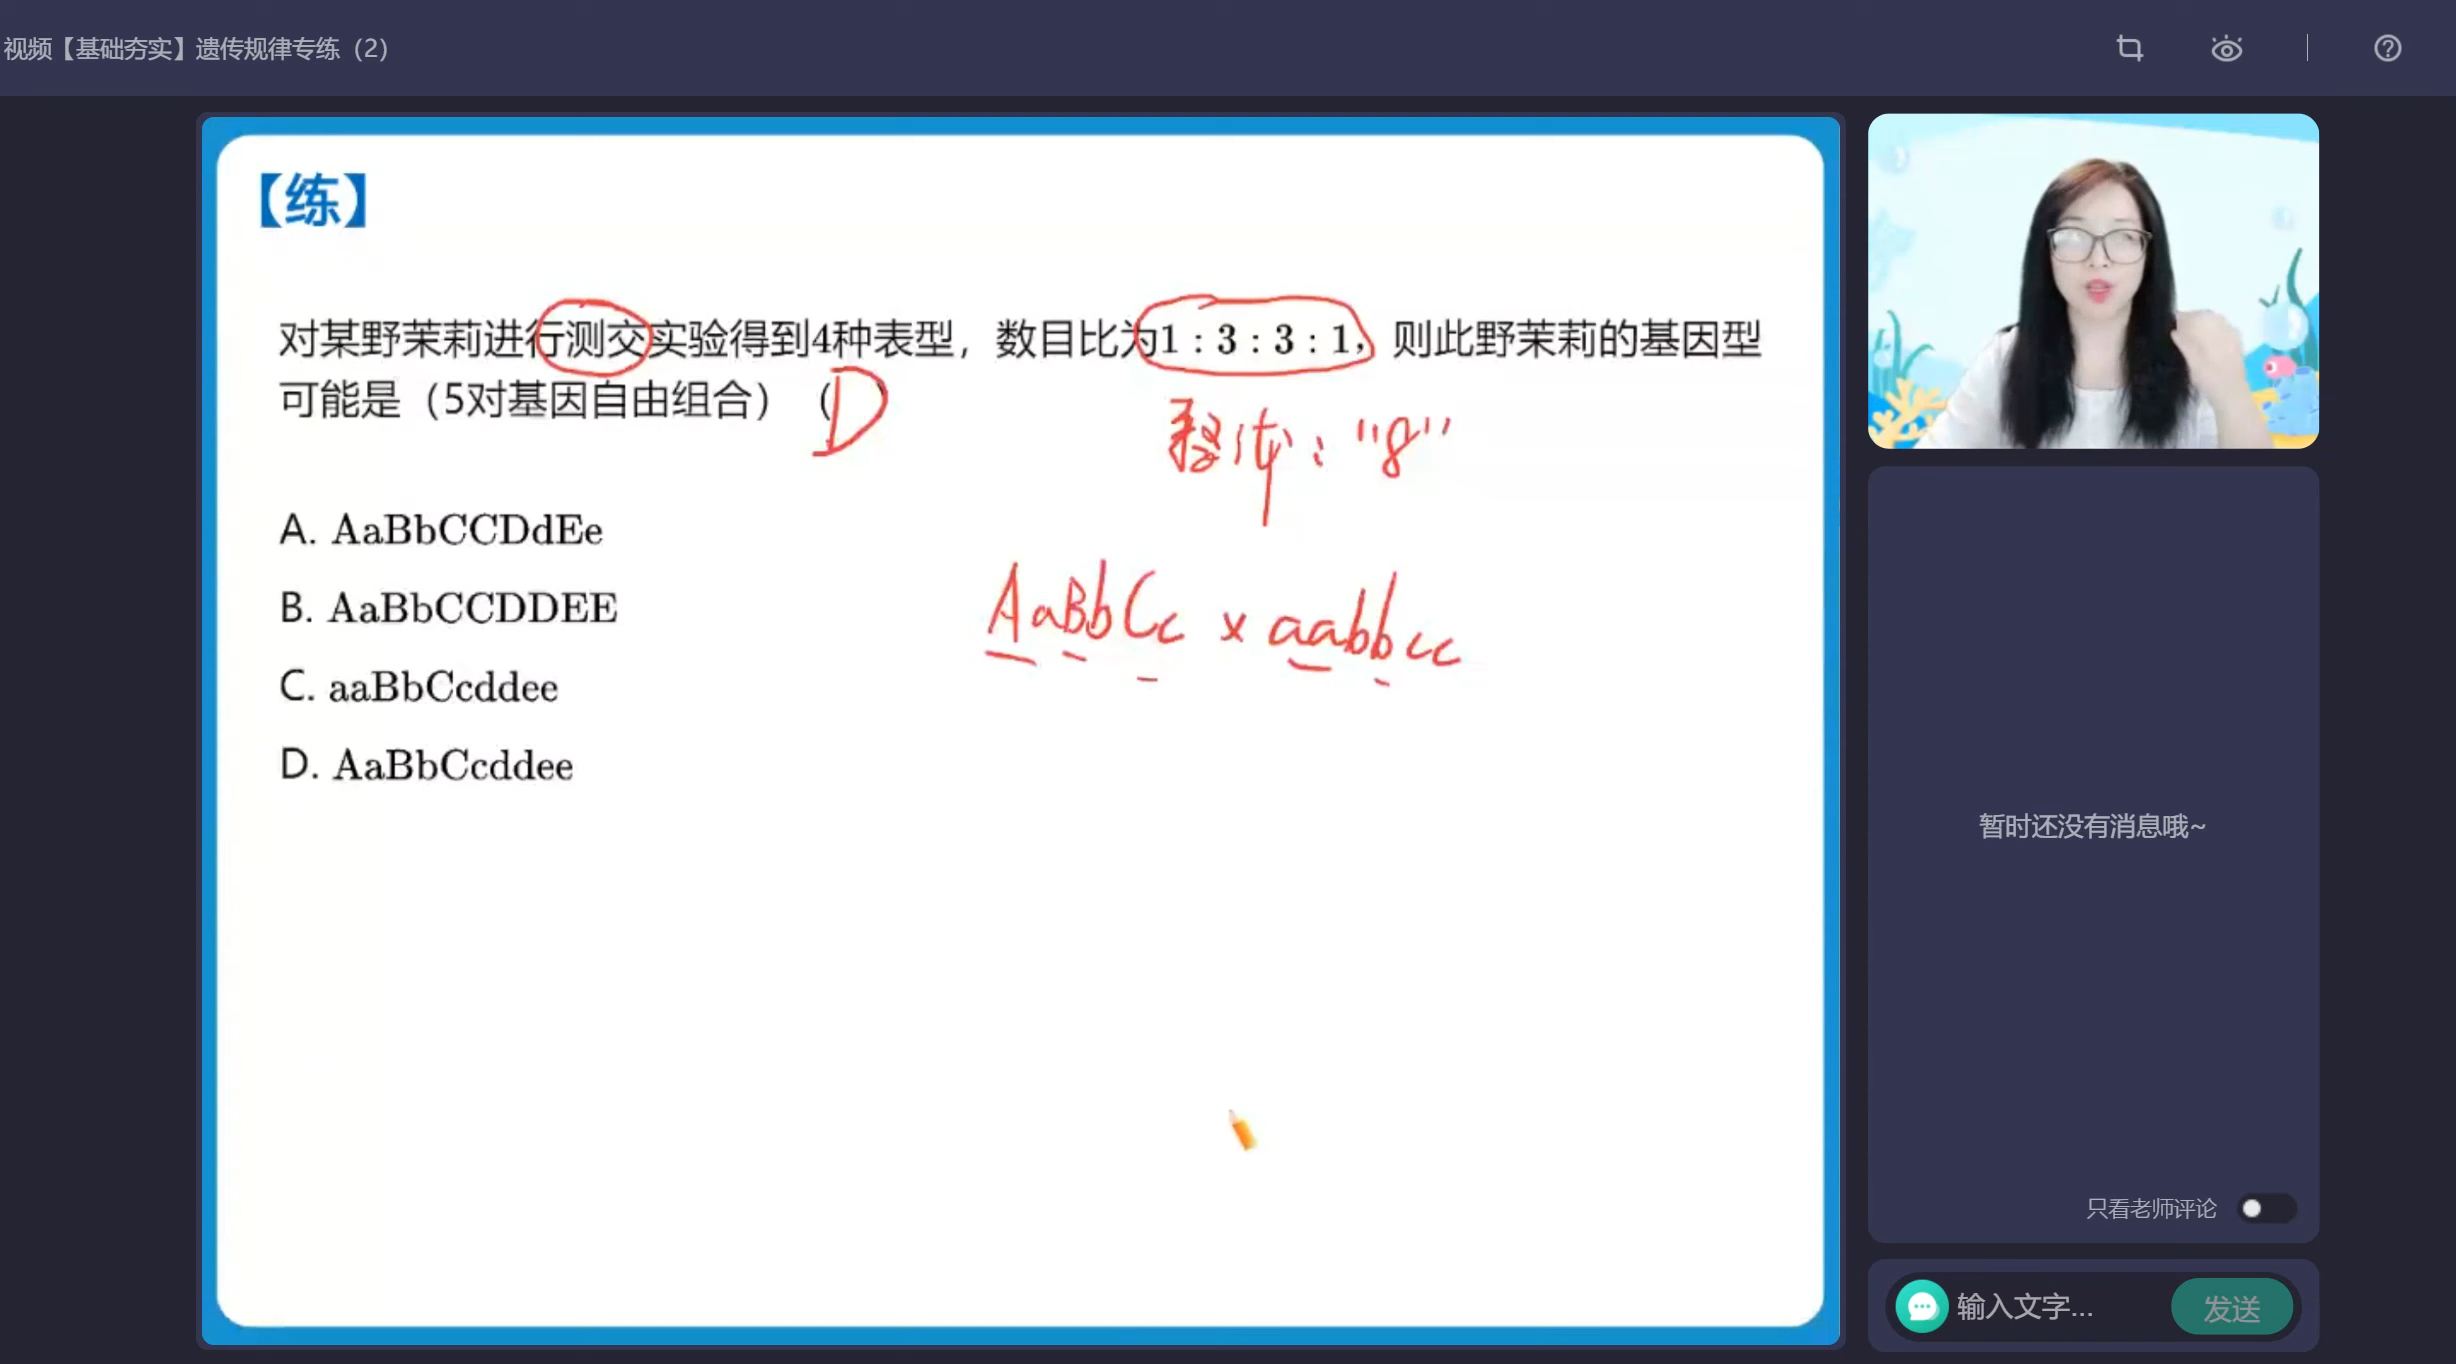 视频【基础夯实】遗传规律专练（2）
【练】
对某野茉莉进行测交实验得到4种表型，数目比为1：3：3：1，则此野茉莉的基因型
可能是（5对基因自由组合）（D）
："8"
A. AaBbCCDdEe
AaBbCc × aabbcc
B. AaBbCCDDEE
C. aaBbCcddee
D. AaBbCcddee
暂时还没有消息哦~
只看老师评论
输入文字...
发送